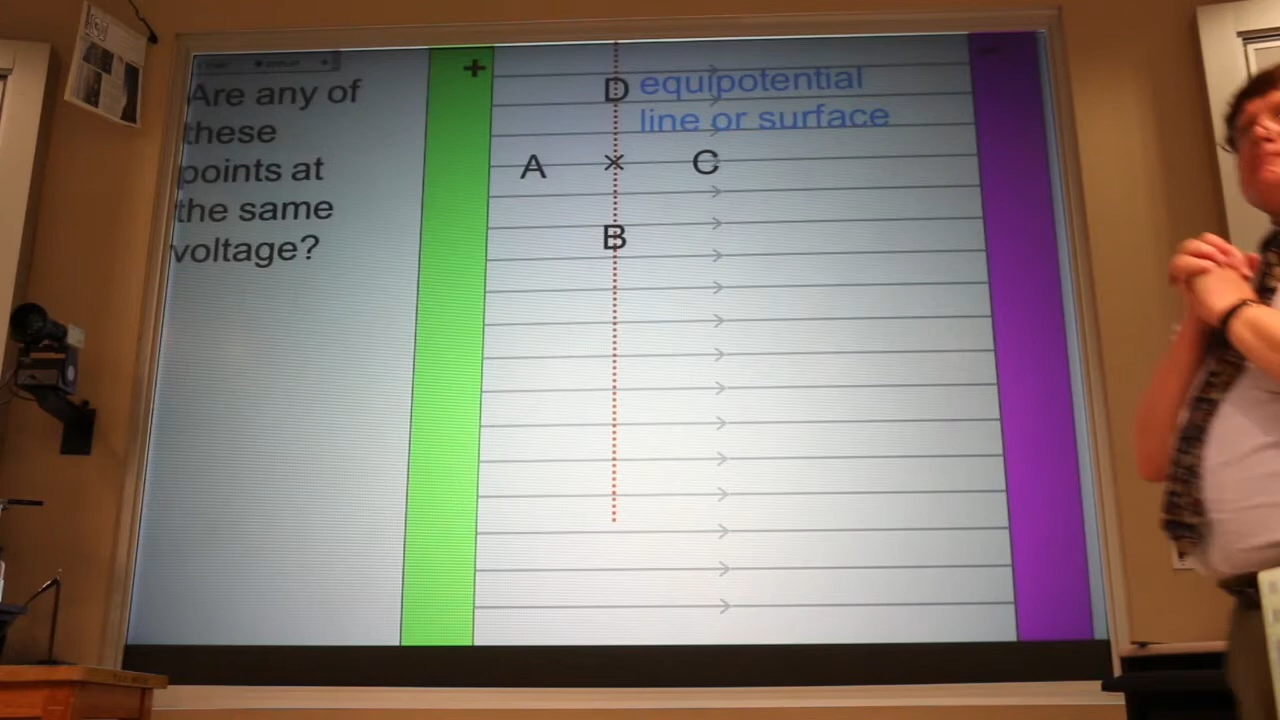 Are any of
these
points at
the same
voltage?
+
D
equipotential
line or surface
A
×
C
B